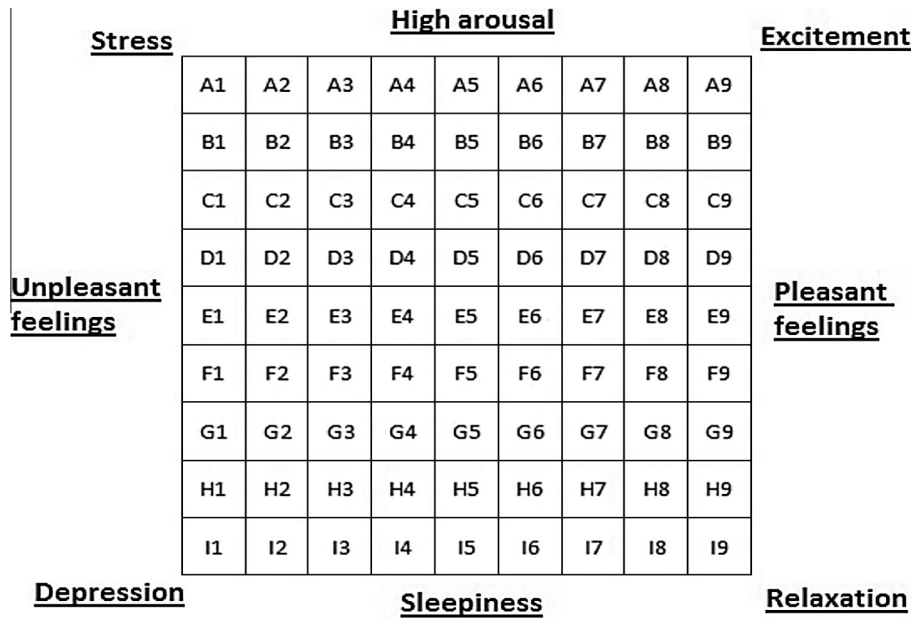 High arousal
Stress
Excitement
A1 A2 A3 A4 A5 A6 A7 A8 A9
B1 B2 B3 B4 B5 B6 B7 B8 B9
C1 C2 C3 C4 C5 C6 C7 C8 C9
D1 D2 D3 D4 D5 D6 D7 D8 D9
Unpleasant
feelings
Pleasant
feelings
E1 E2 E3 E4 E5 E6 E7 E8 E9
F1 F2 F3 F4 F5 F6 F7 F8 F9
G1 G2 G3 G4 G5 G6 G7 G8 G9
H1 H2 H3 H4 H5 H6 H7 H8 H9
I1 I2 I3 I4 I5 I6 I7 I8 I9
Depression
Sleepiness
Relaxation